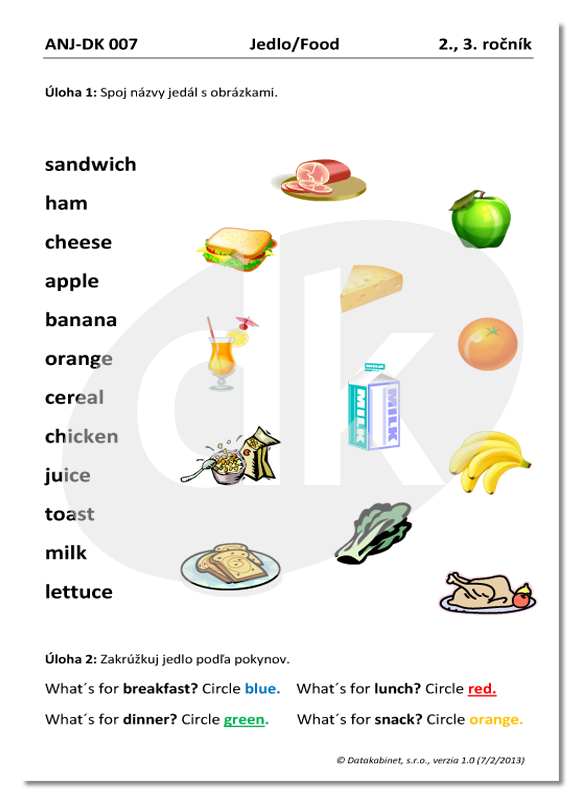 ANJ-DK 007 Jedlo/Food 2., 3. ročník
Úloha 1: Spoj názvy jedál s obrázkami.
sandwich
ham
cheese
apple
banana
orange
cereal
chicken
juice
toast
milk
lettuce
MILK
MILK
dk
Úloha 2: Zakrúžkuj jedlo podľa pokynov.
What´s for breakfast? Circle blue. What´s for lunch? Circle red.
What´s for dinner? Circle green. What´s for snack? Circle orange.
© Datakabinet, s.r.o., verzia 1.0 (7/2/2013)